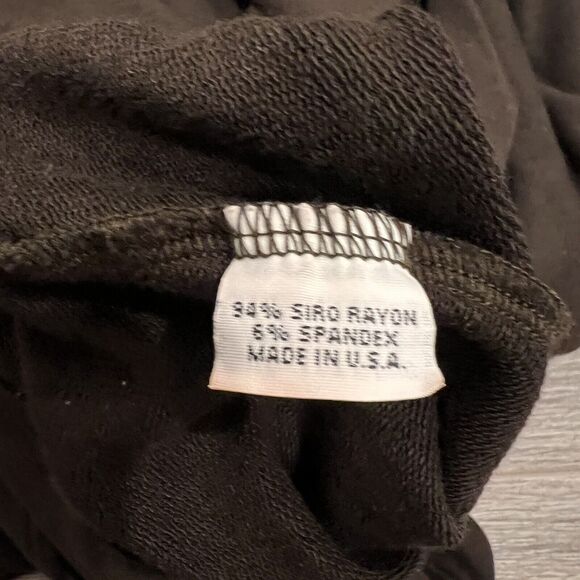 94% SIRO RAYON
6% SPANDEX
MADE IN U.S.A.